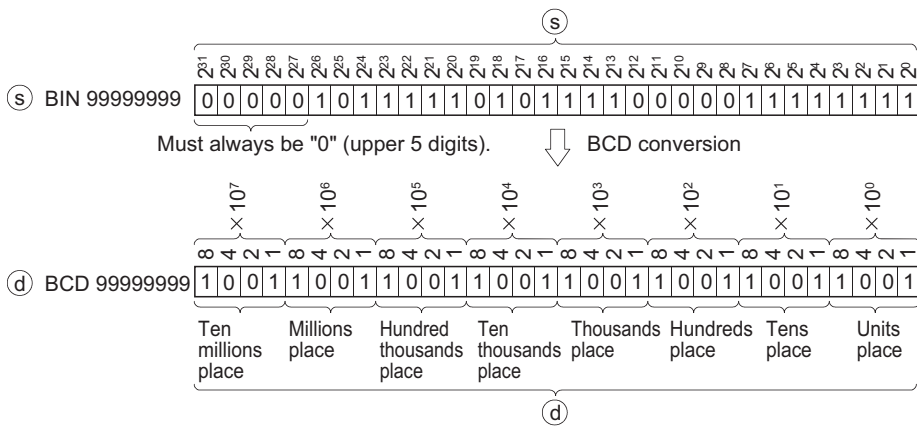 s
2³¹ 2³⁰ 2²⁹ 2²⁸ 2²⁷ 2²⁶ 2²⁵ 2²⁴ 2²³ 2²² 2²¹ 2²⁰ 2¹⁹ 2¹⁸ 2¹⁷ 2¹⁶ 2¹⁵ 2¹⁴ 2¹³ 2¹² 2¹¹ 2¹⁰ 2⁹ 2⁸ 2⁷ 2⁶ 2⁵ 2⁴ 2³ 2² 2¹ 2⁰
s BIN 99999999 0 0 0 0 0 1 0 1 1 1 1 1 0 1 0 1 1 1 1 0 0 0 0 0 1 1 1 1 1 1 1 1
Must always be "0" (upper 5 digits). BCD conversion
×10⁷ ×10⁶ ×10⁵ ×10⁴ ×10³ ×10² ×10¹ ×10⁰
8 4 2 1 8 4 2 1 8 4 2 1 8 4 2 1 8 4 2 1 8 4 2 1 8 4 2 1 8 4 2 1
d BCD 99999999 1 0 0 1 1 0 0 1 1 0 0 1 1 0 0 1 1 0 0 1 1 0 0 1 1 0 0 1 1 0 0 1
Ten
millions
place
Millions
place
Hundred
thousands
place
Ten
thousands
place
Thousands
place
Hundreds
place
Tens
place
Units
place
d